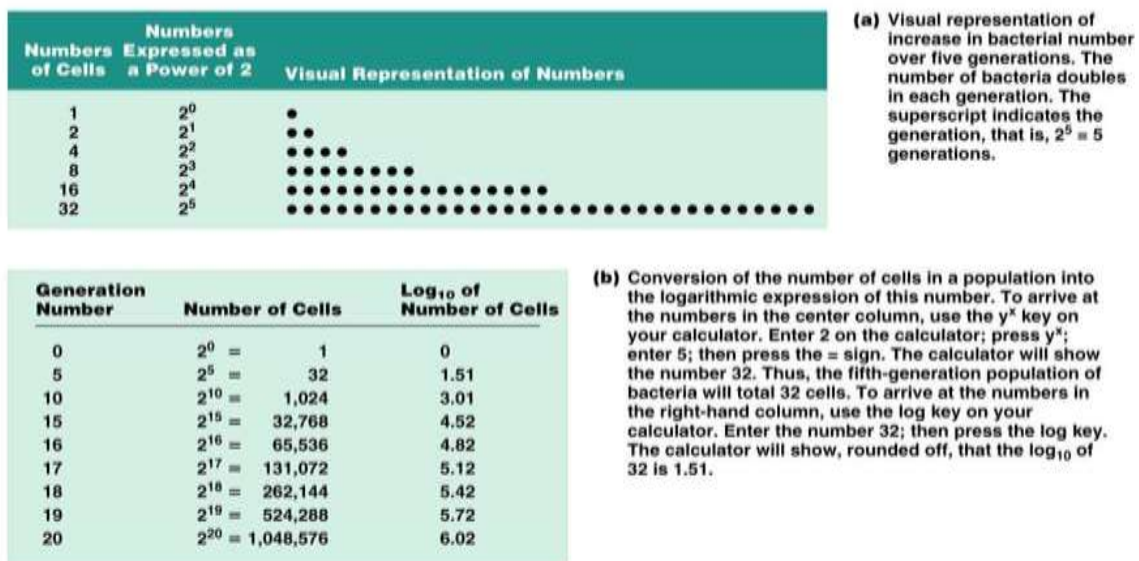 Numbers of Cells Numbers Expressed as a Power of 2 Visual Representation of Numbers
1 2⁰
2 2¹
4 2²
8 2³
16 2⁴
32 2⁵
(a) Visual representation of
increase in bacterial number
over five generations. The
number of bacteria doubles
in each generation. The
superscript indicates the
generation, that is, 2⁵ = 5
generations.
Generation Number Number of Cells Log₁₀ of Number of Cells
0 2⁰ = 1 0
5 2⁵ = 32 1.51
10 2¹⁰ = 1,024 3.01
15 2¹⁵ = 32,768 4.52
16 2¹⁶ = 65,536 4.82
17 2¹⁷ = 131,072 5.12
18 2¹⁸ = 262,144 5.42
19 2¹⁹ = 524,288 5.72
20 2²⁰ = 1,048,576 6.02
(b) Conversion of the number of cells in a population into
the logarithmic expression of this number. To arrive at
the numbers in the center column, use the yˣ key on
your calculator. Enter 2 on the calculator; press yˣ;
enter 5; then press the = sign. The calculator will show
the number 32. Thus, the fifth-generation population of
bacteria will total 32 cells. To arrive at the numbers in
the right-hand column, use the log key on your
calculator. Enter the number 32; then press the log key.
The calculator will show, rounded off, that the log₁₀ of
32 is 1.51.